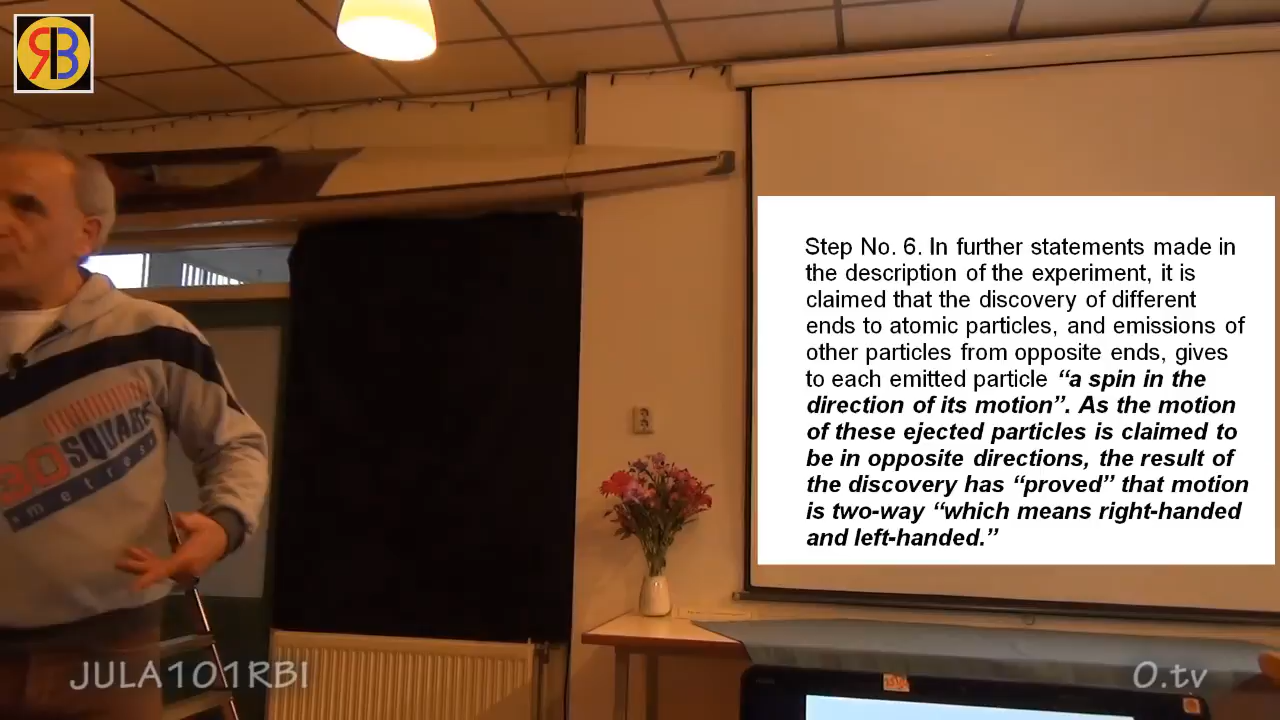 RB
Step No. 6. In further statements made in
the description of the experiment, it is
claimed that the discovery of different
ends to atomic particles, and emissions of
other particles from opposite ends, gives
to each emitted particle “a spin in the
direction of its motion”. As the motion
of these ejected particles is claimed to
be in opposite directions, the result of
the discovery has “proved” that motion
is two-way “which means right-handed
and left-handed.”
30SQUARE
metres
JULA101RBI
O.tv